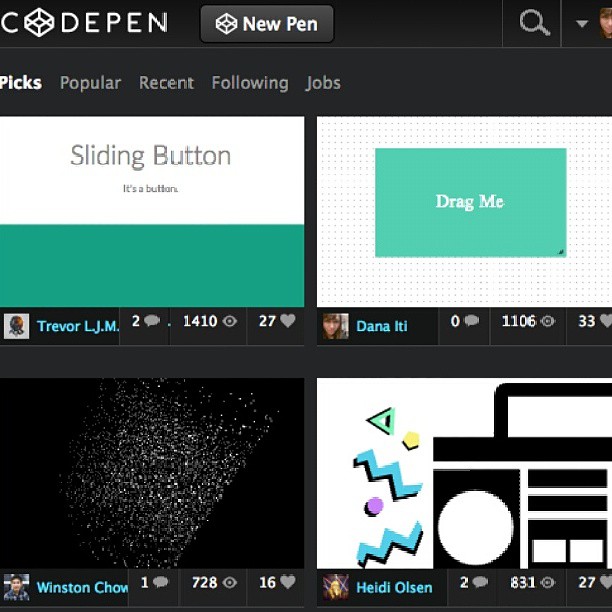 CODEPEN New Pen
Picks Popular Recent Following Jobs
Sliding Button
It's a button.
Drag Me
Trevor L.J.M. 2 1410 27
Dana Iti 0 1106 33
Winston Chow 1 728 16
Heidi Olsen 2 831 27